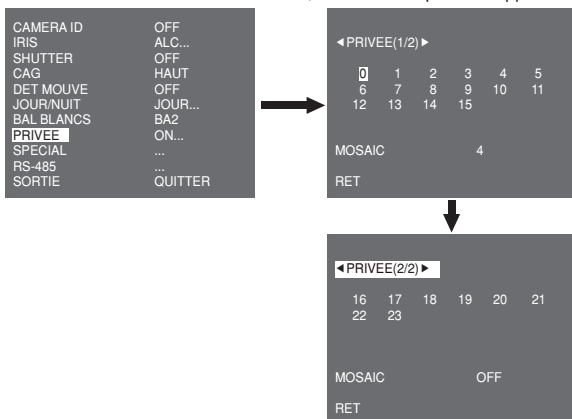 CAMERA ID OFF
IRIS ALC...
SHUTTER OFF
CAG HAUT
DET MOUVE OFF
JOUR/NUIT JOUR...
BAL BLANCS BA2
PRIVEE ON...
SPECIAL ...
RS-485 ...
SORTIE QUITTER
◄PRIVEE(1/2)►
0 1 2 3 4 5
6 7 8 9 10 11
12 13 14 15
MOSAIC 4
RET
◄PRIVEE(2/2)►
16 17 18 19 20 21
22 23
MOSAIC OFF
RET